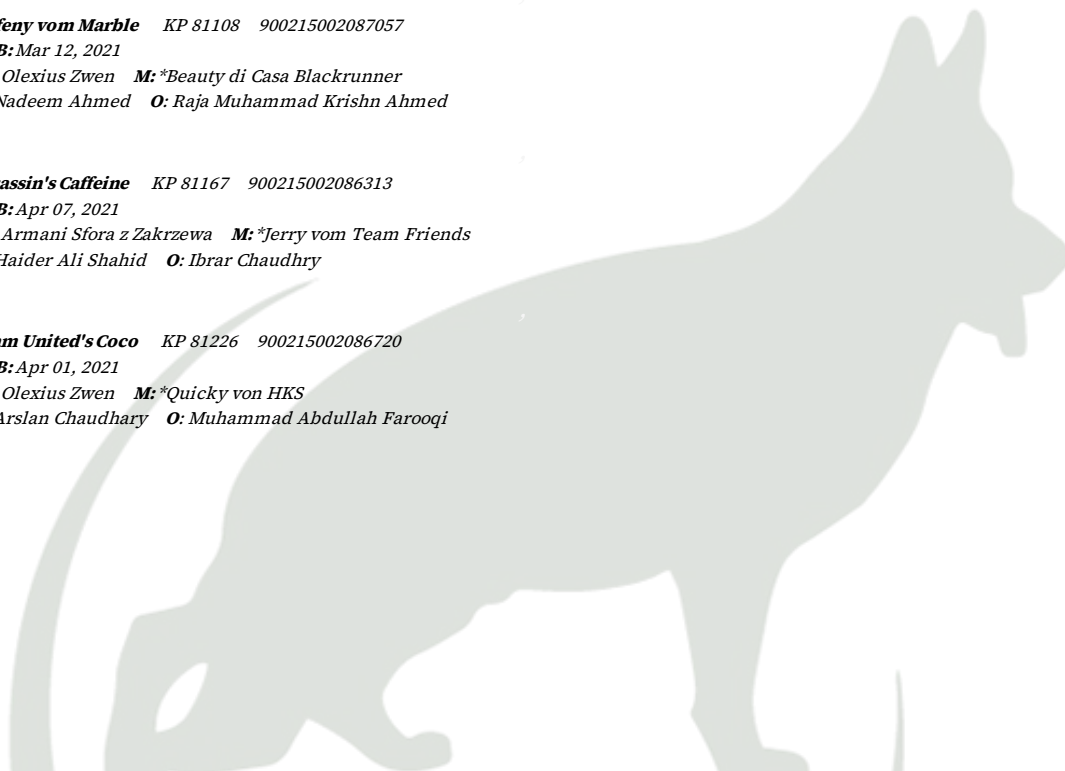 feny vom Marble KP 81108 900215002087057
B: Mar 12, 2021
Olexius Zwen M: *Beauty di Casa Blackrunner
Nadeem Ahmed O: Raja Muhammad Krishn Ahmed
assin's Caffeine KP 81167 900215002086313
B: Apr 07, 2021
Armani Sfora z Zakrzewa M: *Jerry vom Team Friends
Haider Ali Shahid O: Ibrar Chaudhry
am United's Coco KP 81226 900215002086720
B: Apr 01, 2021
Olexius Zwen M: *Quicky von HKS
Arslan Chaudhary O: Muhammad Abdullah Farooqi